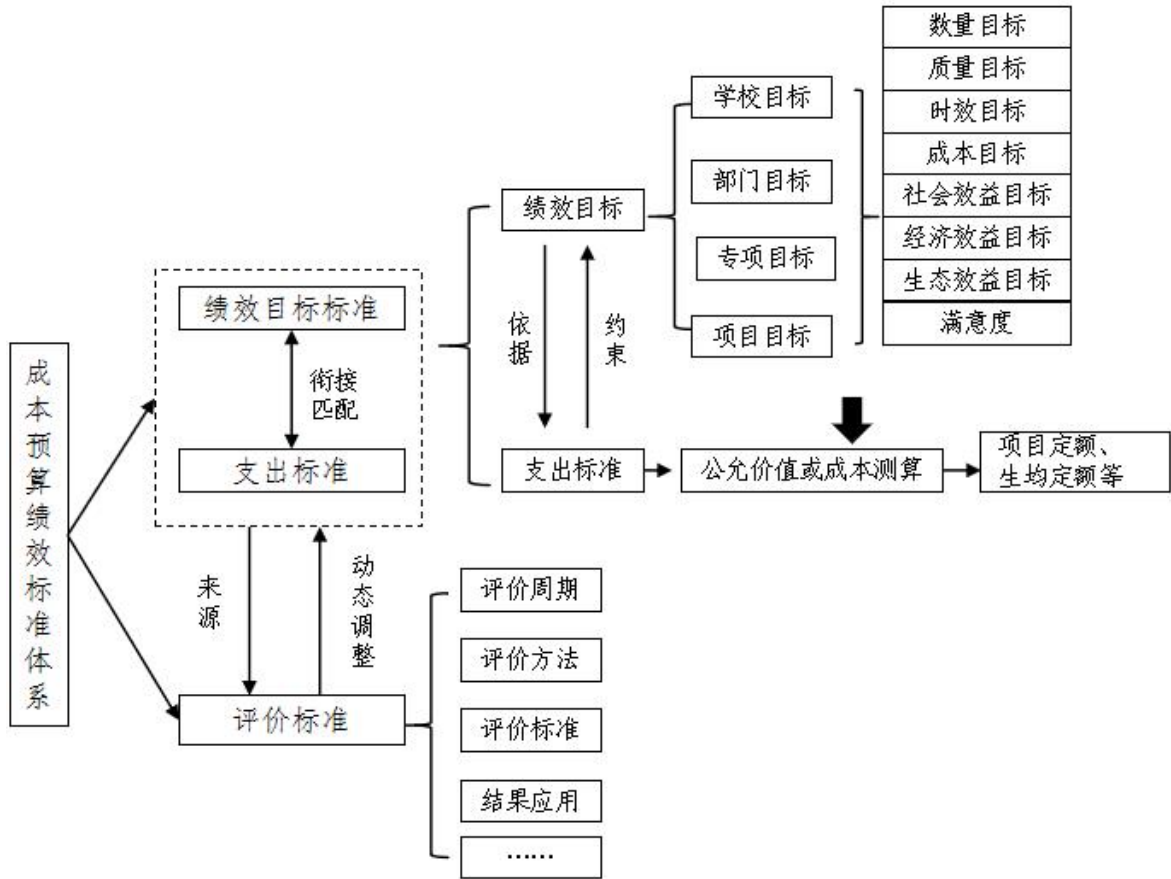 成本预算绩效标准体系
绩效目标标准
衔接
匹配
支出标准
来源
动态调整
评价标准
绩效目标
依据
约束
支出标准
学校目标
部门目标
专项目标
项目目标
数量目标
质量目标
时效目标
成本目标
社会效益目标
经济效益目标
生态效益目标
满意度
公允价值或成本测算
项目定额、
生均定额等
评价周期
评价方法
评价标准
结果应用
……